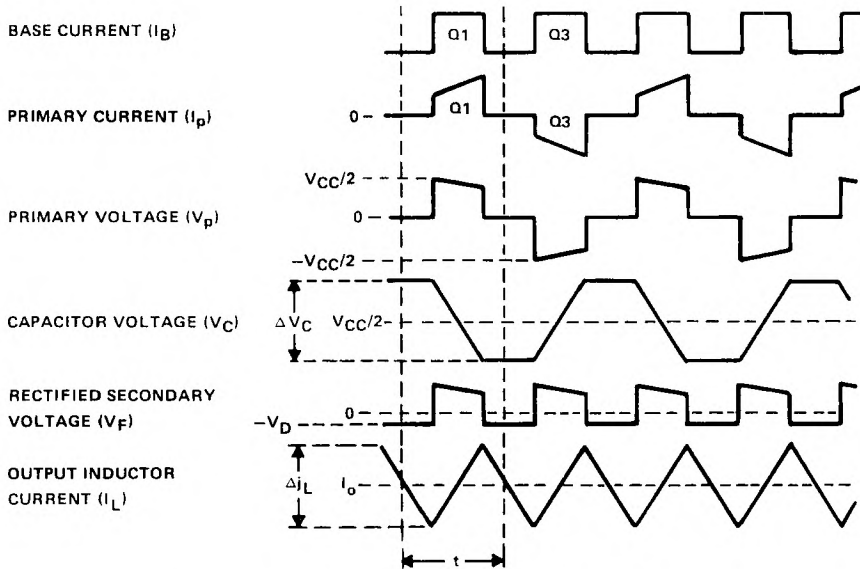 BASE CURRENT (IB)
Q1 Q3
PRIMARY CURRENT (Ip)
0
Q1 Q3
VCC/2
PRIMARY VOLTAGE (Vp)
0
−VCC/2
CAPACITOR VOLTAGE (VC)
ΔVC
VCC/2
RECTIFIED SECONDARY
VOLTAGE (VF)
0
−VD
OUTPUT INDUCTOR
CURRENT (IL)
ΔjL
Io
t